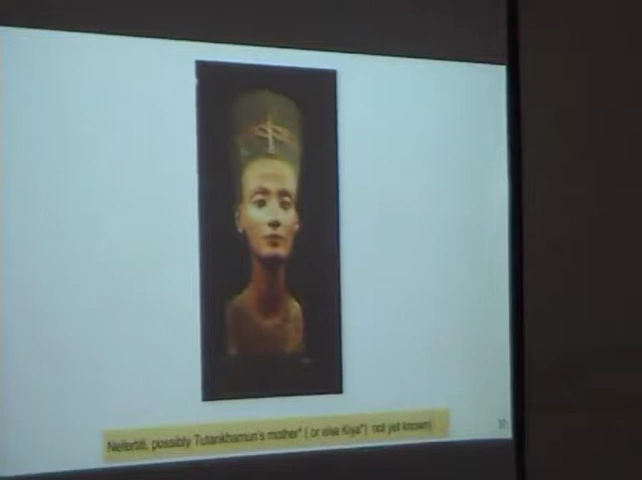 Nefertiti, possibly Tutankhamun's mother* ( or else Kiya*) not yet known)